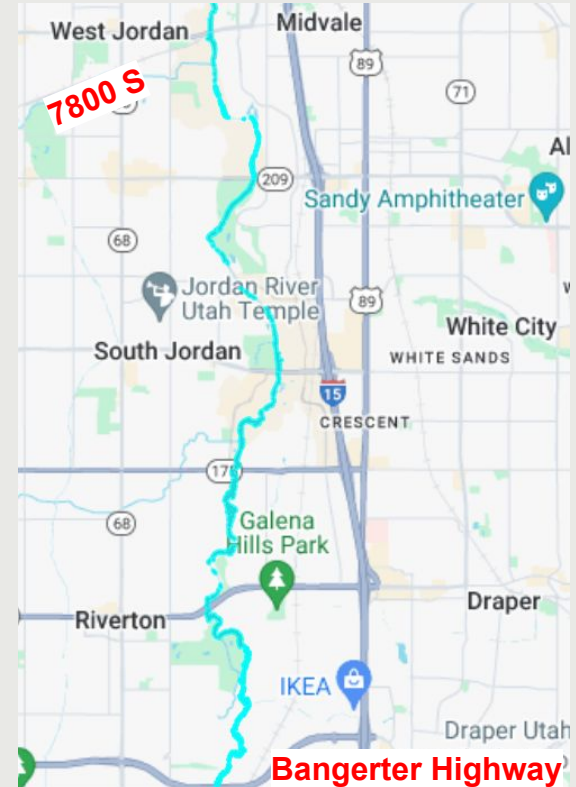 West Jordan
Midvale
89
7800 S
71
Al
209
Sandy Amphitheater
68
Jordan River
Utah Temple
89
White City
South Jordan
WHITE SANDS
15
CRESCENT
175
68
Galena
Hills Park
Draper
Riverton
IKEA
Draper Utah
Bangerter Highway